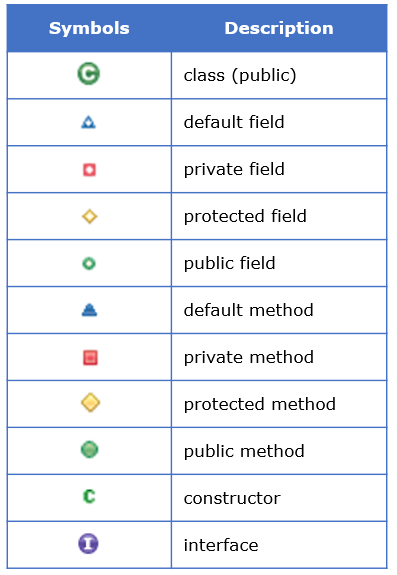 Symbols Description
C class (public)
default field
private field
protected field
public field
default method
private method
protected method
public method
C constructor
I interface